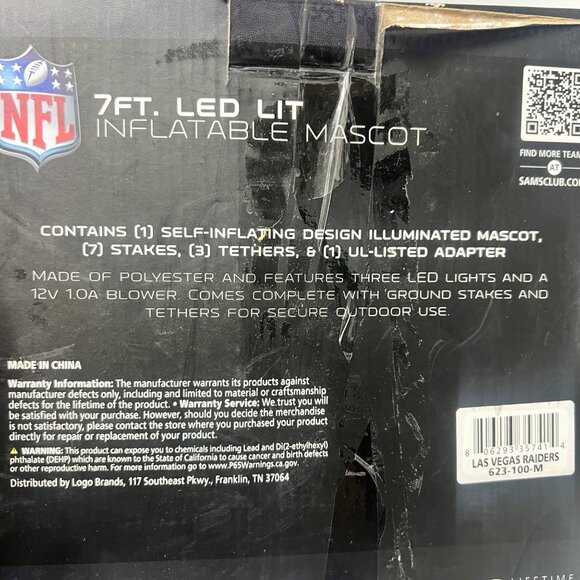 NFL
7FT. LED LIT
INFLATABLE MASCOT
FIND MORE TEAM
AT
SAMSCLUB.CO
CONTAINS (1) SELF-INFLATING DESIGN ILLUMINATED MASCOT,
(7) STAKES, (3) TETHERS, & (1) UL-LISTED ADAPTER
MADE OF POLYESTER AND FEATURES THREE LED LIGHTS AND A
12V 1.0A BLOWER. COMES COMPLETE WITH GROUND STAKES AND
TETHERS FOR SECURE OUTDOOR USE.
MADE IN CHINA
Warranty Information: The manufacturer warrants its products against
manufacturer defects only, including and limited to material or craftsmanship
defects for the lifetime of the product. • Warranty Service: We trust you will
be satisfied with your purchase. However, should you decide the merchandise
is not satisfactory, please contact the store where you purchased your product
directly for repair or replacement of your product.
WARNING: This product can expose you to chemicals including Lead and Di(2-ethylhexyl)
phthalate (DEHP) which are known to the State of California to cause cancer and birth defects
or other reproductive harm. For more information go to www.P65Warnings.ca.gov.
Distributed by Logo Brands, 117 Southeast Pkwy., Franklin, TN 37064
8 06293 35741 4
LAS VEGAS RAIDERS
623-100-M
LIFETIME